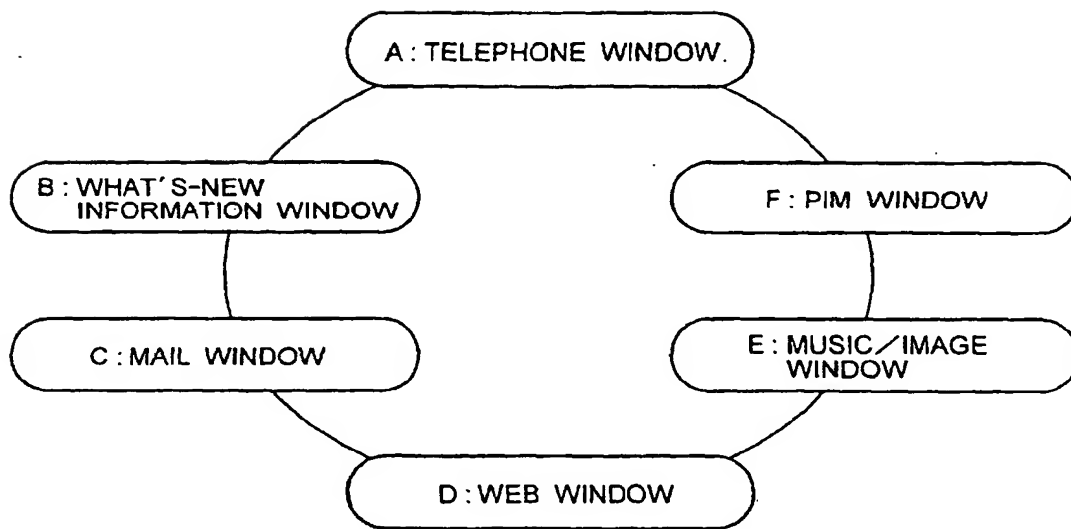 A : TELEPHONE WINDOW.
B : WHAT'S-NEW
INFORMATION WINDOW
F : PIM WINDOW
C : MAIL WINDOW
E : MUSIC／IMAGE
WINDOW
D : WEB WINDOW